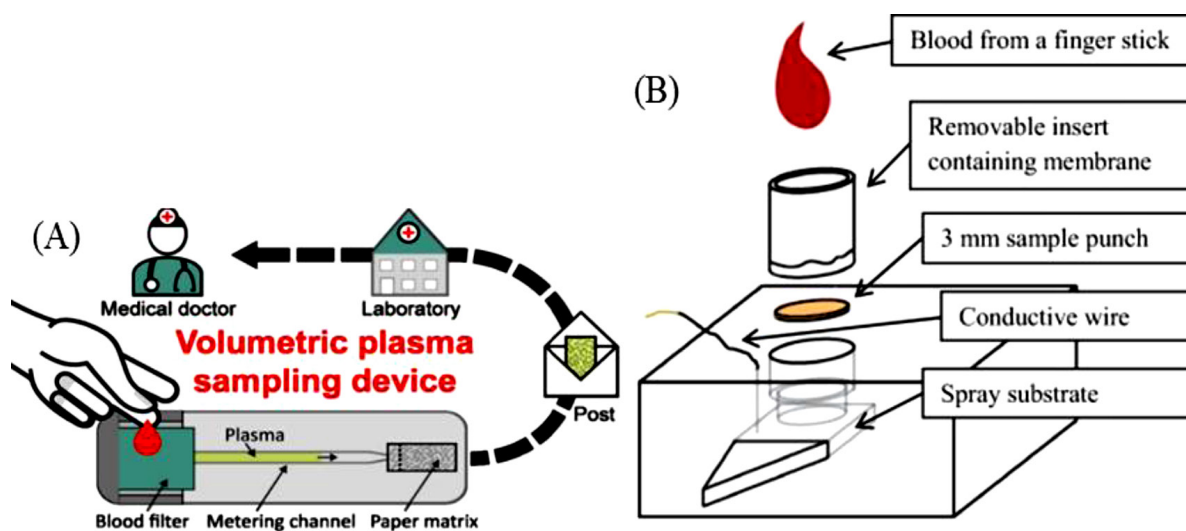 (A)
Medical doctor
Laboratory
Volumetric plasma
sampling device
Post
Plasma
Blood filter
Metering channel
Paper matrix
(B)
Blood from a finger stick
Removable insert
containing membrane
3 mm sample punch
Conductive wire
Spray substrate